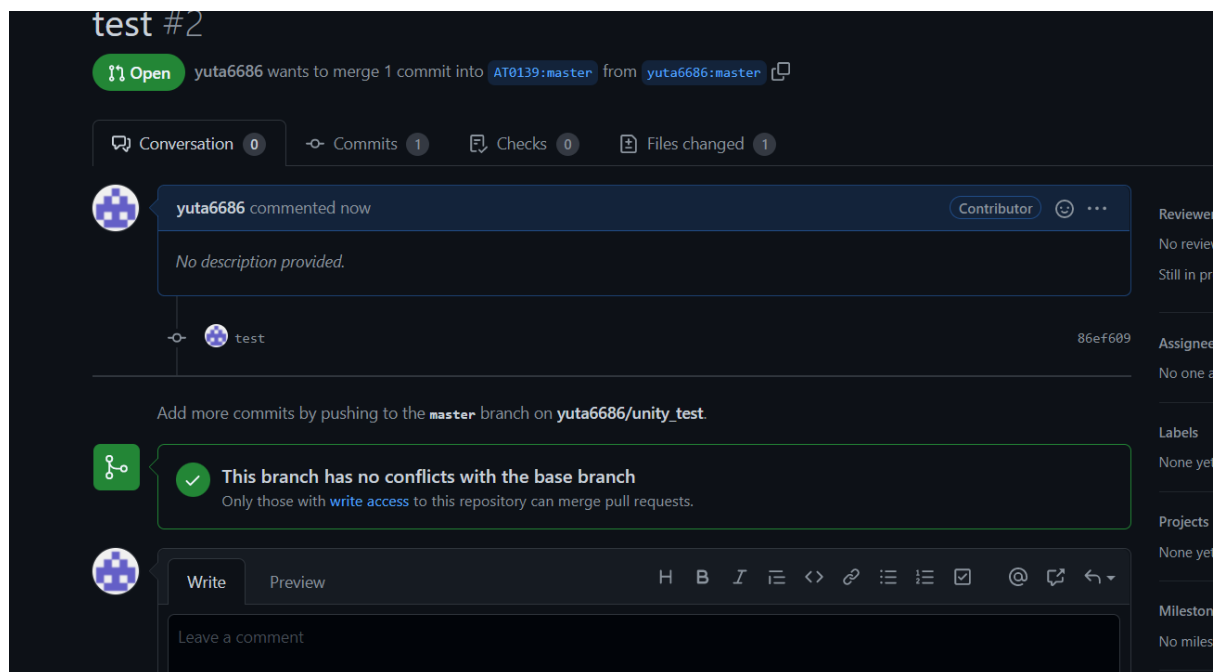 test #2
Open yuta6686 wants to merge 1 commit into AT0139:master from yuta6686:master
Conversation 0 Commits 1 Checks 0 Files changed 1
yuta6686 commented now Contributor
No description provided.
test 86ef609
Add more commits by pushing to the master branch on yuta6686/unity_test.
This branch has no conflicts with the base branch
Only those with write access to this repository can merge pull requests.
Write Preview
Leave a comment
Reviewer
No review
Still in pr
Assignee
No one a
Labels
None yet
Projects
None yet
Mileston
No miles